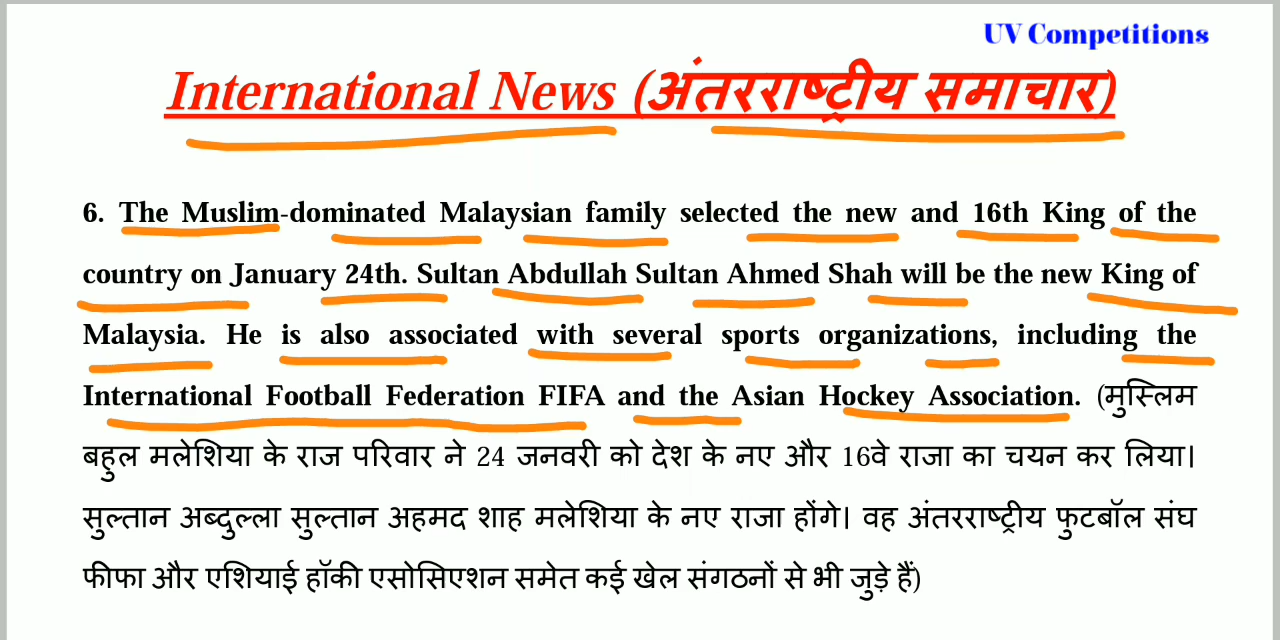 UV Competitions
International News (अंतरराष्ट्रीय समाचार)
6. The Muslim-dominated Malaysian family selected the new and 16th King of the
country on January 24th. Sultan Abdullah Sultan Ahmed Shah will be the new King of
Malaysia. He is also associated with several sports organizations, including the
International Football Federation FIFA and the Asian Hockey Association. (मुस्लिम
बहुल मलेशिया के राज परिवार ने 24 जनवरी को देश के नए और 16वे राजा का चयन कर लिया।
सुल्तान अब्दुल्ला सुल्तान अहमद शाह मलेशिया के नए राजा होंगे। वह अंतरराष्ट्रीय फुटबॉल संघ
फीफा और एशियाई हॉकी एसोसिएशन समेत कई खेल संगठनों से भी जुड़े हैं)